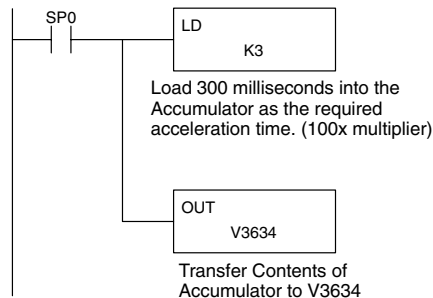 SP0
LD
K3
Load 300 milliseconds into the
Accumulator as the required
acceleration time. (100x multiplier)
OUT
V3634
Transfer Contents of
Accumulator to V3634